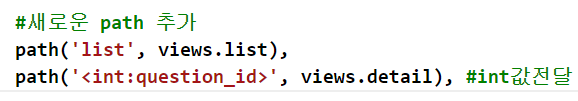 #새로운 path 추가
path('list', views.list),
path('<int:question_id>', views.detail), #int값전달